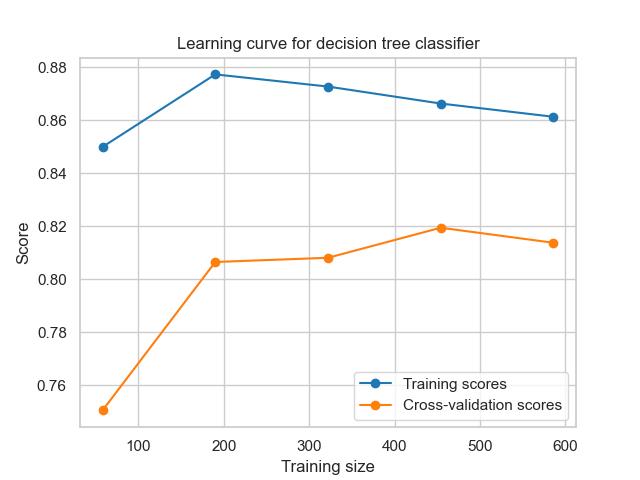 Learning curve for decision tree classifier
0.88
0.86
0.84
0.82
0.80
0.78
0.76
Score
Training scores
Cross-validation scores
100 200 300 400 500 600
Training size